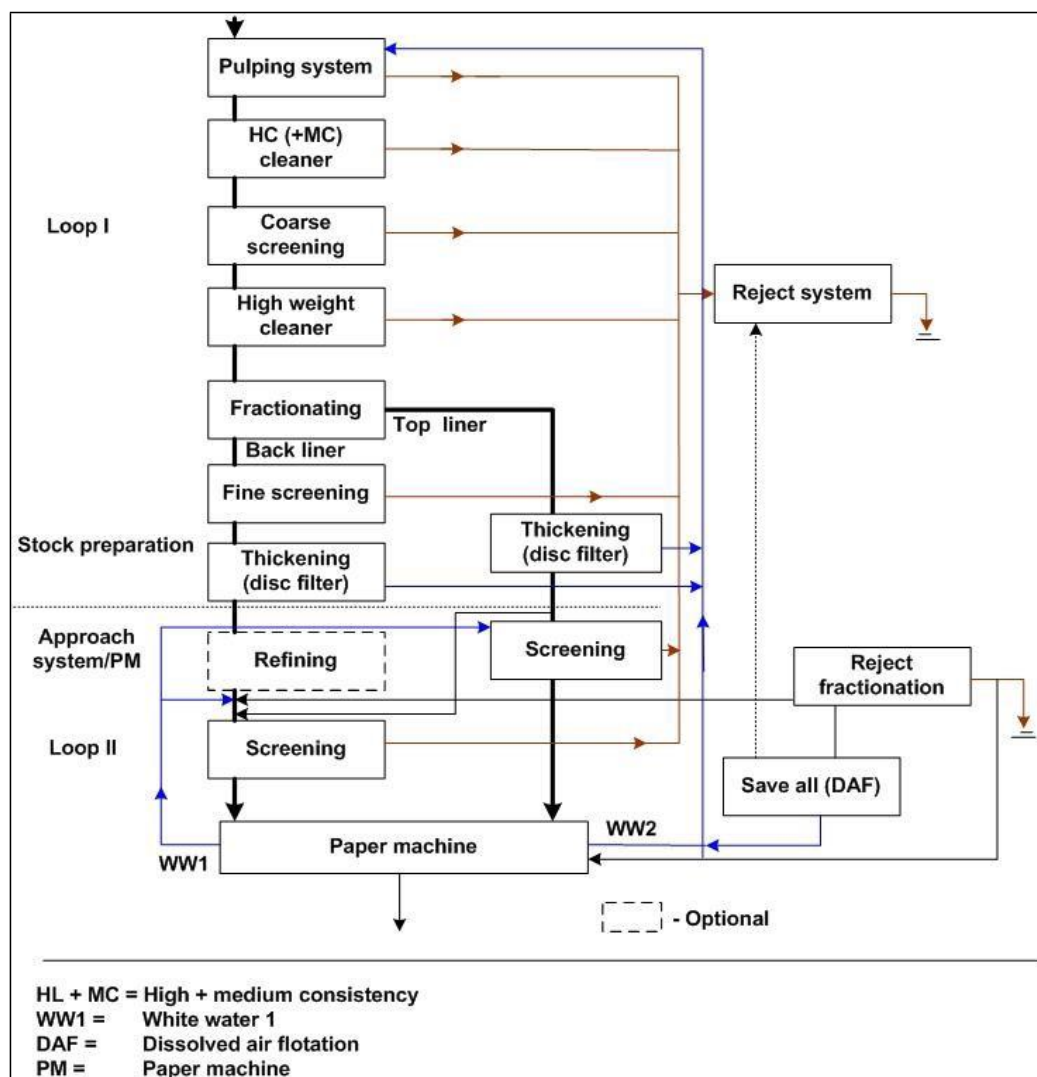 Pulping system
HC (+MC)
cleaner
Loop I
Coarse
screening
Reject system
High weight
cleaner
Fractionating
Top liner
Back liner
Fine screening
Stock preparation
Thickening
(disc filter)
Thickening
(disc filter)
Approach
system/PM
Refining
Screening
Reject
fractionation
Loop II
Screening
Save all (DAF)
WW2
Paper machine
WW1
- Optional
HL + MC = High + medium consistency
WW1 = White water 1
DAF = Dissolved air flotation
PM = Paper machine